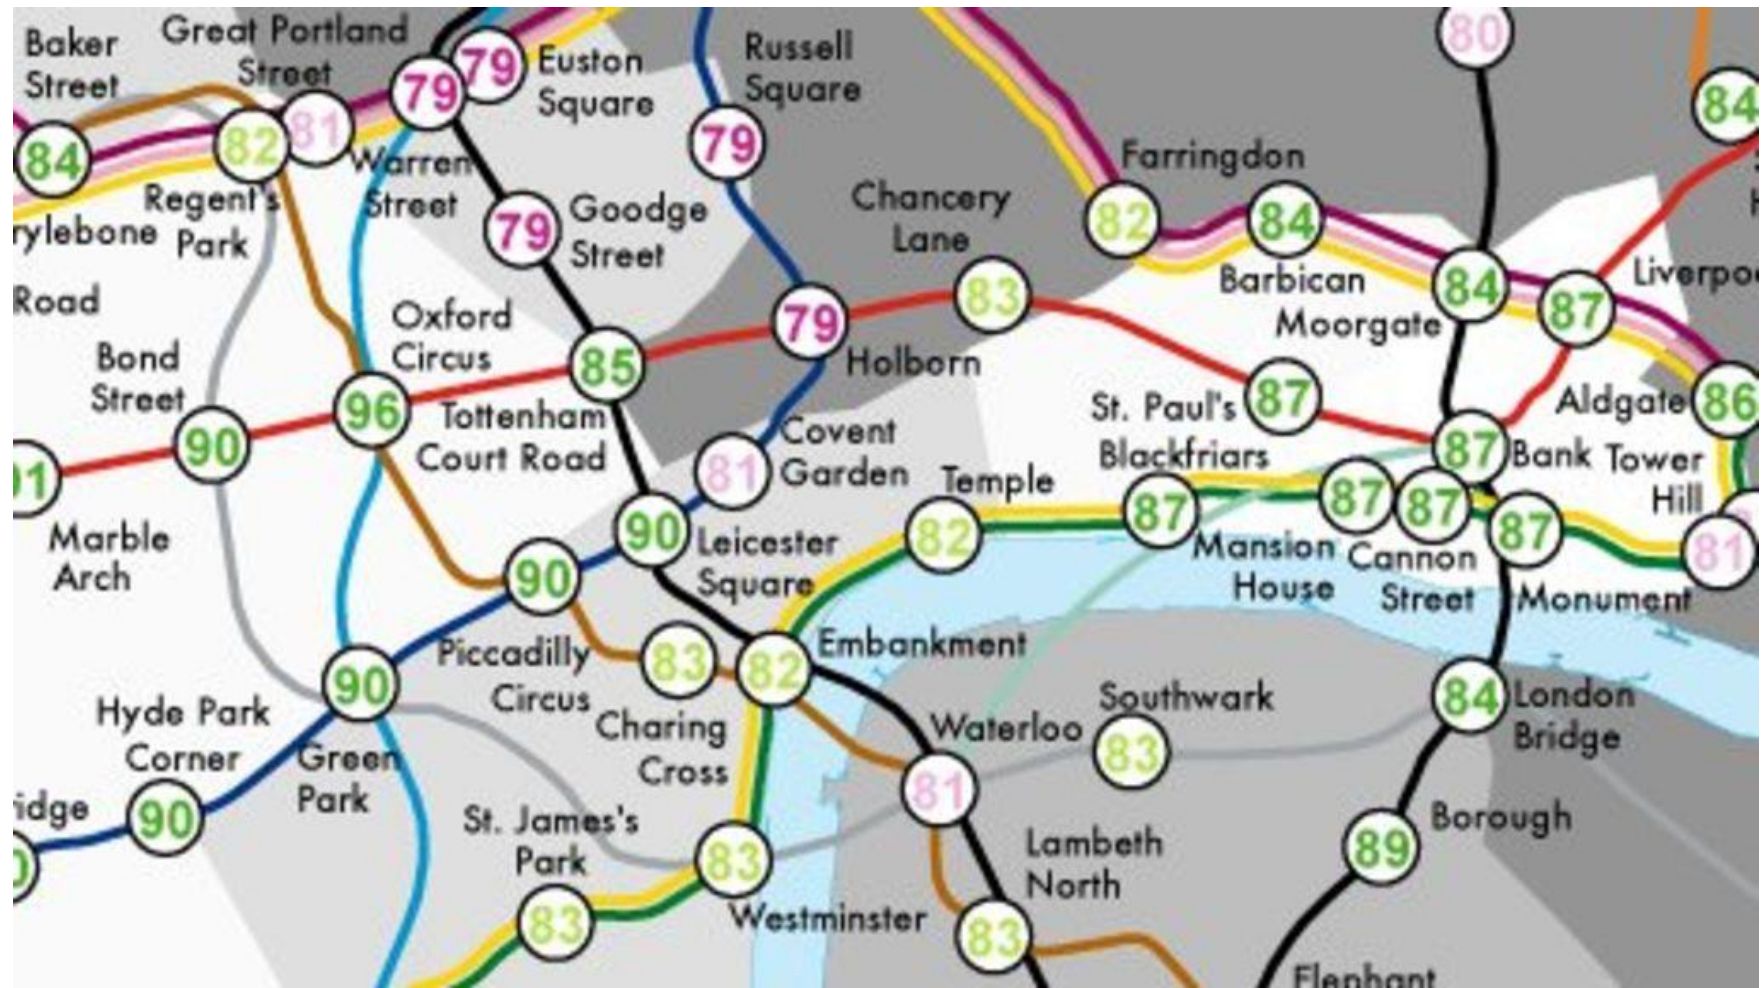 Baker
Street
84
Great Portland
Street
82
81
79
79
Euston
Square
Russell
Square
79
80
84
Warren
Street
Regent's
Park
rylebone
Road
79
Goodge
Street
Chancery
Lane
83
Farringdon
82
84
Barbican
84
Moorgate
87
Liverpoo
Oxford
Circus
96
Bond
Street
90
85
Tottenham
Court Road
79
Holborn
Covent
Garden
81
St. Paul's
87
Blackfriars
87
Bank
Aldgate
86
Tower
Hill
81
91
Marble
Arch
90
Leicester
Square
90
Piccadilly
Circus
Temple
82
87
87
87
87
Mansion
House
Cannon
Street
Monument
83
Charing
Cross
82
Embankment
90
Green
Park
Hyde Park
Corner
90
ridge
0
Waterloo
81
Southwark
83
84
London
Bridge
89
Borough
St. James's
Park
83
83
Westminster
Lambeth
North
83
Elephant